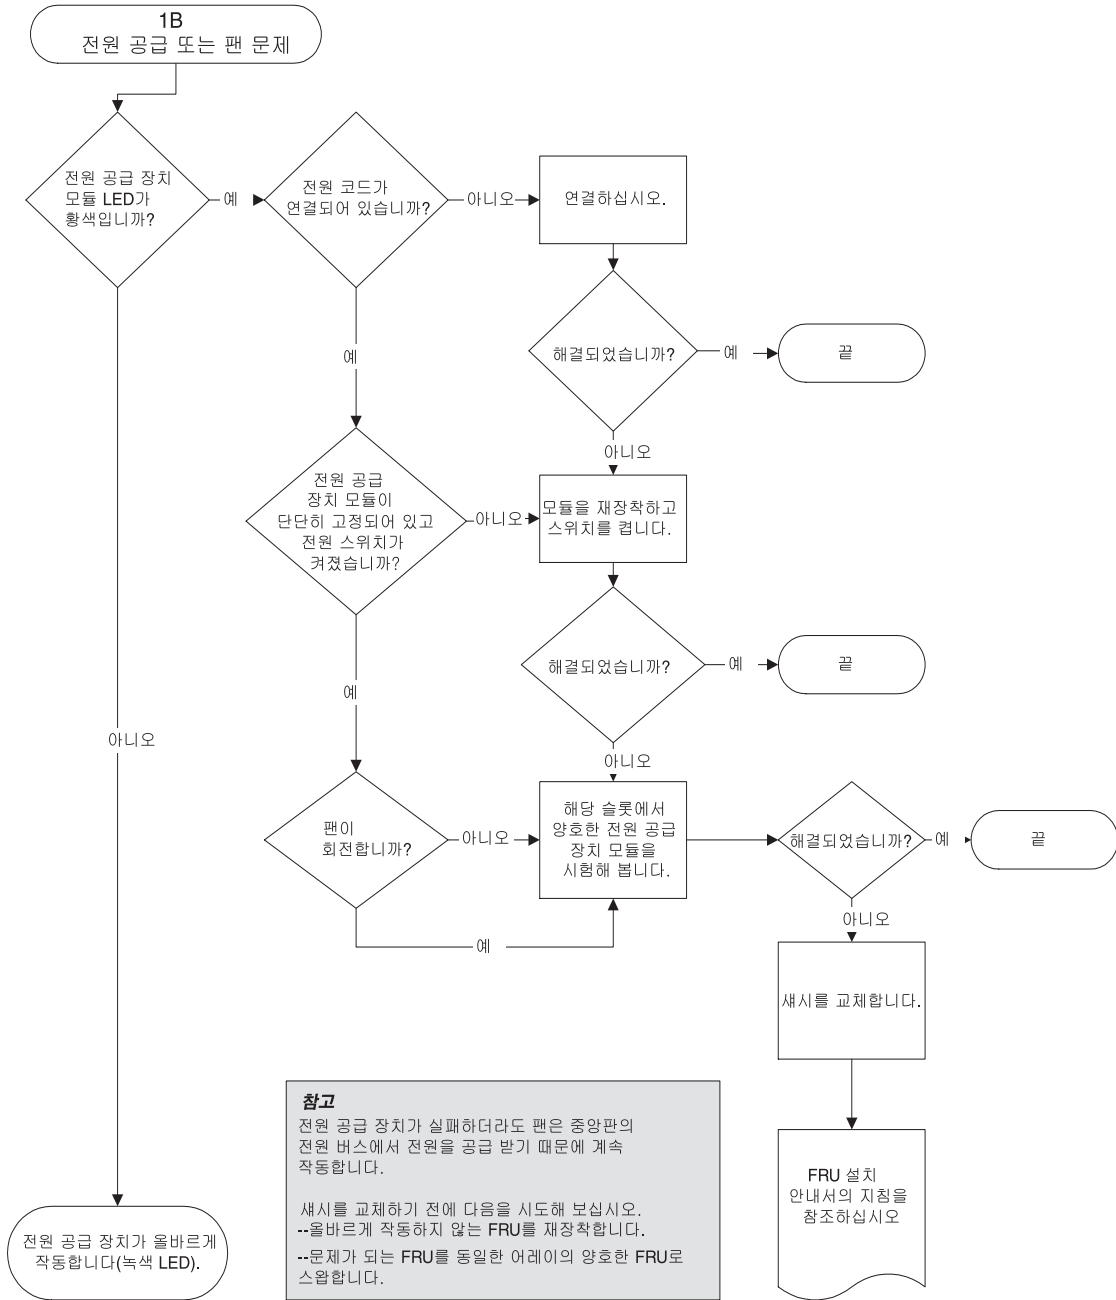 1B
전원 공급 또는 팬 문제
전원 공급 장치
모듈 LED가
황색입니까?
예
전원 코드가
연결되어 있습니까?
아니오
연결하십시오.
해결되었습니까?
예
끝
예
아니오
전원 공급
장치 모듈이
단단히 고정되어 있고
전원 스위치가
켜졌습니까?
아니오
모듈을 재장착하고
스위치를 켭니다.
해결되었습니까?
예
끝
예
아니오
아니오
팬이
회전합니까?
아니오
해당 슬롯에서
양호한 전원 공급
장치 모듈을
시험해 봅니다.
해결되었습니까?
예
끝
예
아니오
섀시를 교체합니다.
참고
전원 공급 장치가 실패하더라도 팬은 중앙판의
전원 버스에서 전원을 공급 받기 때문에 계속
작동합니다.
섀시를 교체하기 전에 다음을 시도해 보십시오.
--올바르게 작동하지 않는 FRU를 재장착합니다.
--문제가 되는 FRU를 동일한 어레이의 양호한 FRU로
스왑합니다.
FRU 설치
안내서의 지침을
참조하십시오
전원 공급 장치가 올바르게
작동합니다(녹색 LED).